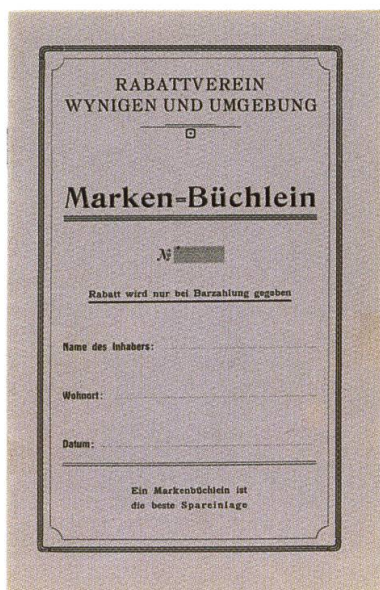 RABATTVEREIN
WYNIGEN UND UMGEBUNG
Marken-Büchlein
№
Rabatt wird nur bei Barzahlung gegeben
Name des Inhabers:
Wohnort:
Datum:
Ein Markenbüchlein ist
die beste Spareinlage